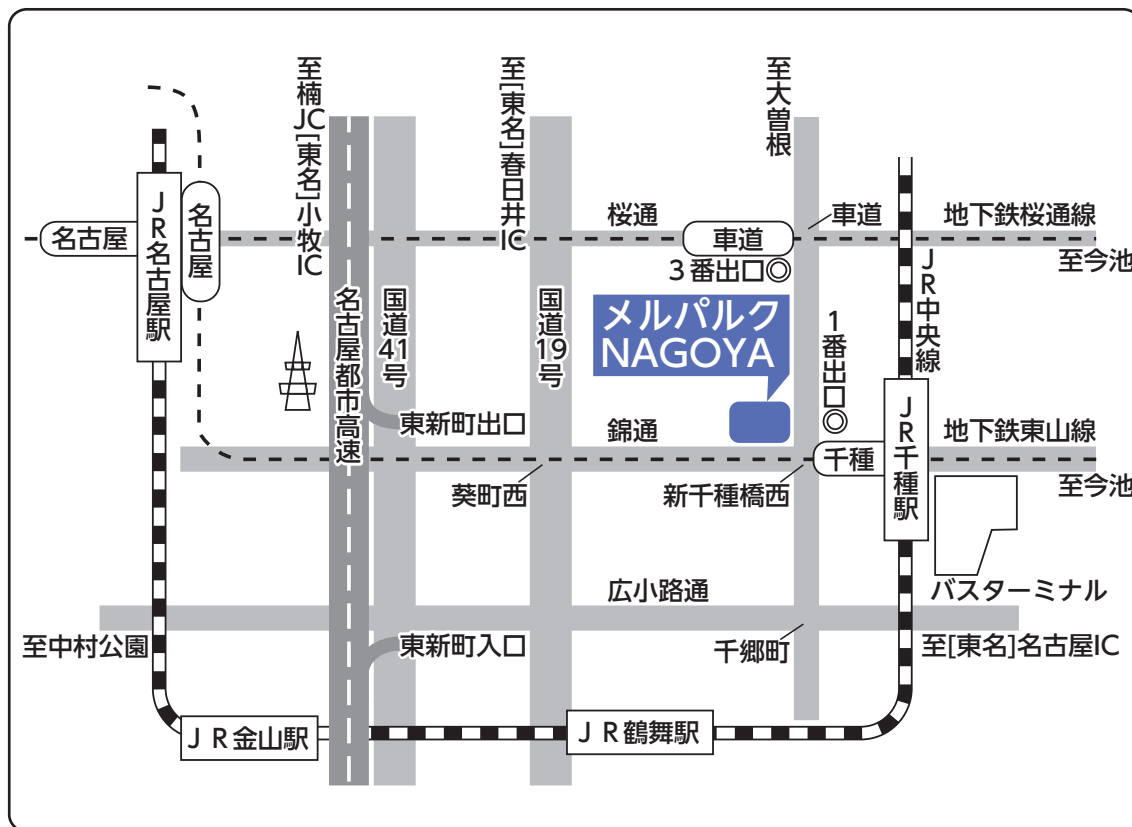 至楠JC[東名]小牧IC
至[東名]春日井IC
至大曽根
名古屋
JR名古屋駅
名古屋
桜通
車道
車道
地下鉄桜通線
至今池
3番出口◎
JR中央線
名古屋都市高速
国道41号
国道19号
メルパルク
NAGOYA
1番出口◎
東新町出口
錦通
千種
JR千種駅
地下鉄東山線
至今池
葵町西
新千種橋西
バスターミナル
広小路通
至中村公園
東新町入口
千郷町
至[東名]名古屋IC
JR金山駅
JR鶴舞駅